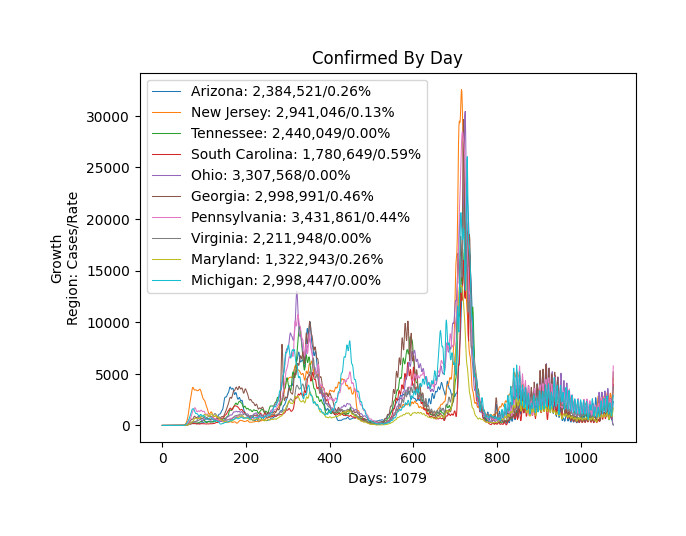 Confirmed By Day
Growth
Region: Cases/Rate
30000
25000
20000
15000
10000
5000
0
Arizona: 2,384,521/0.26%
New Jersey: 2,941,046/0.13%
Tennessee: 2,440,049/0.00%
South Carolina: 1,780,649/0.59%
Ohio: 3,307,568/0.00%
Georgia: 2,998,991/0.46%
Pennsylvania: 3,431,861/0.44%
Virginia: 2,211,948/0.00%
Maryland: 1,322,943/0.26%
Michigan: 2,998,447/0.00%
0 200 400 600 800 1000
Days: 1079